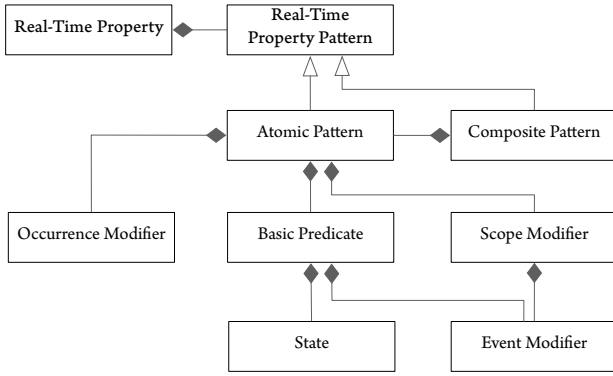 Real-Time Property
Real-Time
Property Pattern
Atomic Pattern
Composite Pattern
Occurrence Modifier
Basic Predicate
Scope Modifier
State
Event Modifier